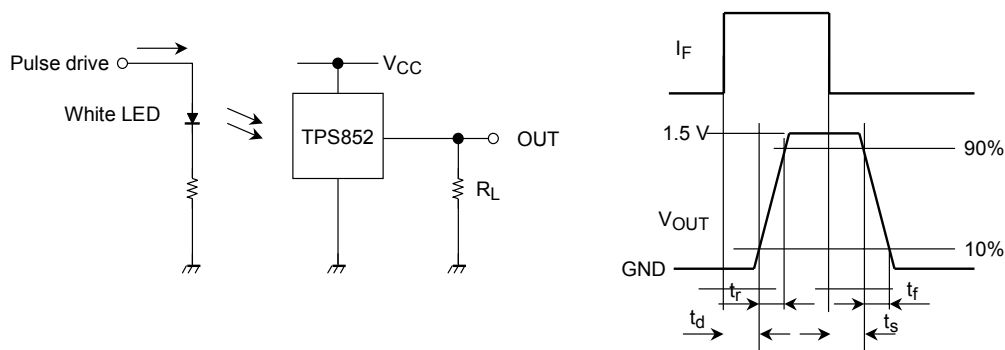 Pulse drive
White LED
VCC
TPS852
OUT
RL
IF
1.5 V
90%
VOUT
10%
GND
tr
tf
td
ts